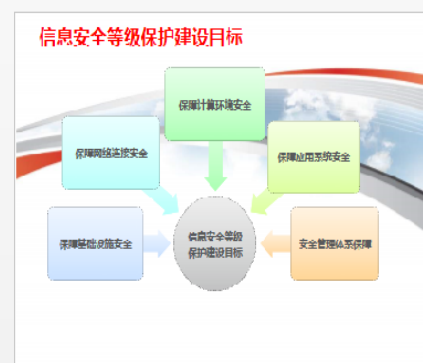 信息安全等级保护建设目标
保障计算环境安全
保障网络连接安全
保障应用系统安全
保障基础设施安全
信息安全等级
保护建设目标
安全管理体系保障